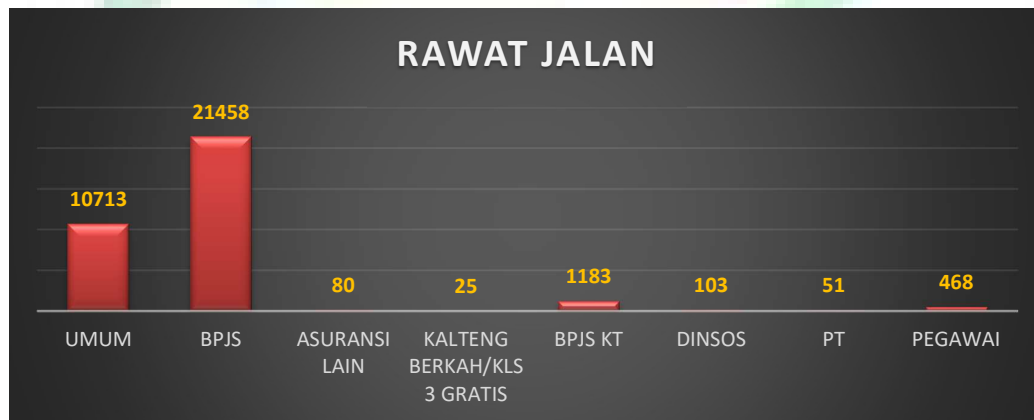 RAWAT JALAN
21458
10713
80
25
1183
103
51
468
UMUM
BPJS
ASURANSI
LAIN
KALTENG
BERKAH/KLS
3 GRATIS
BPJS KT
DINSOS
PT
PEGAWAI